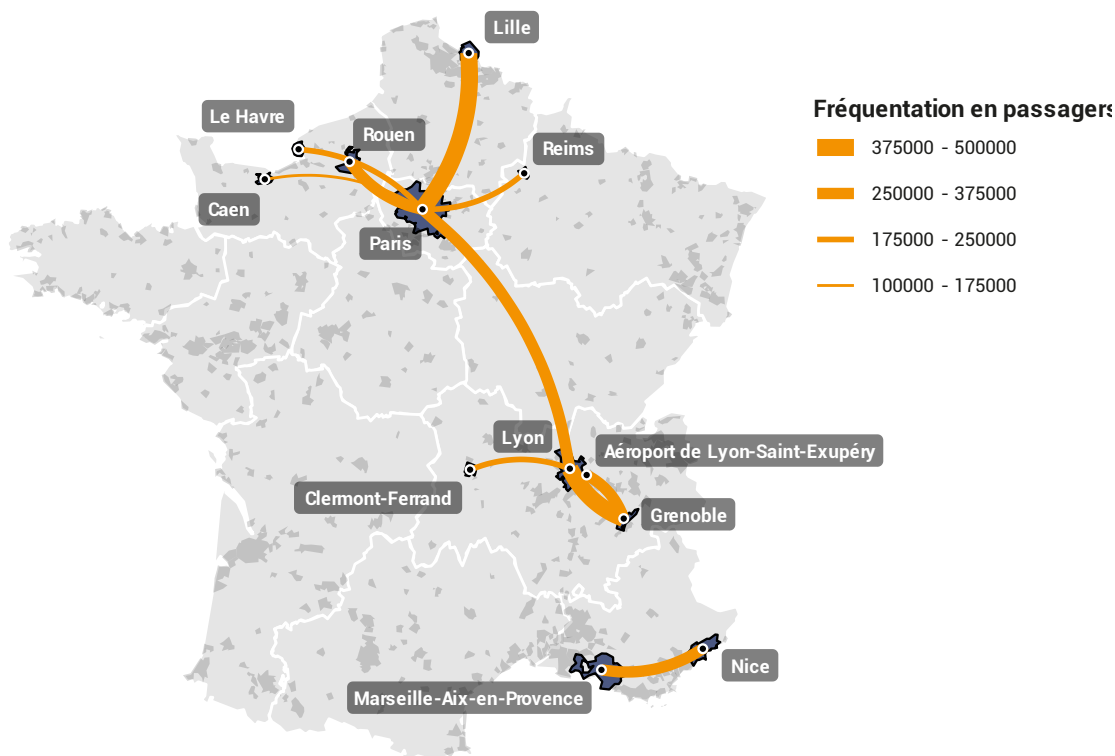 Lille
Le Havre
Rouen
Reims
Caen
Paris
Lyon
Aéroport de Lyon-Saint-Exupéry
Clermont-Ferrand
Grenoble
Nice
Marseille-Aix-en-Provence
Fréquentation en passagers
375000 - 500000
250000 - 375000
175000 - 250000
100000 - 175000